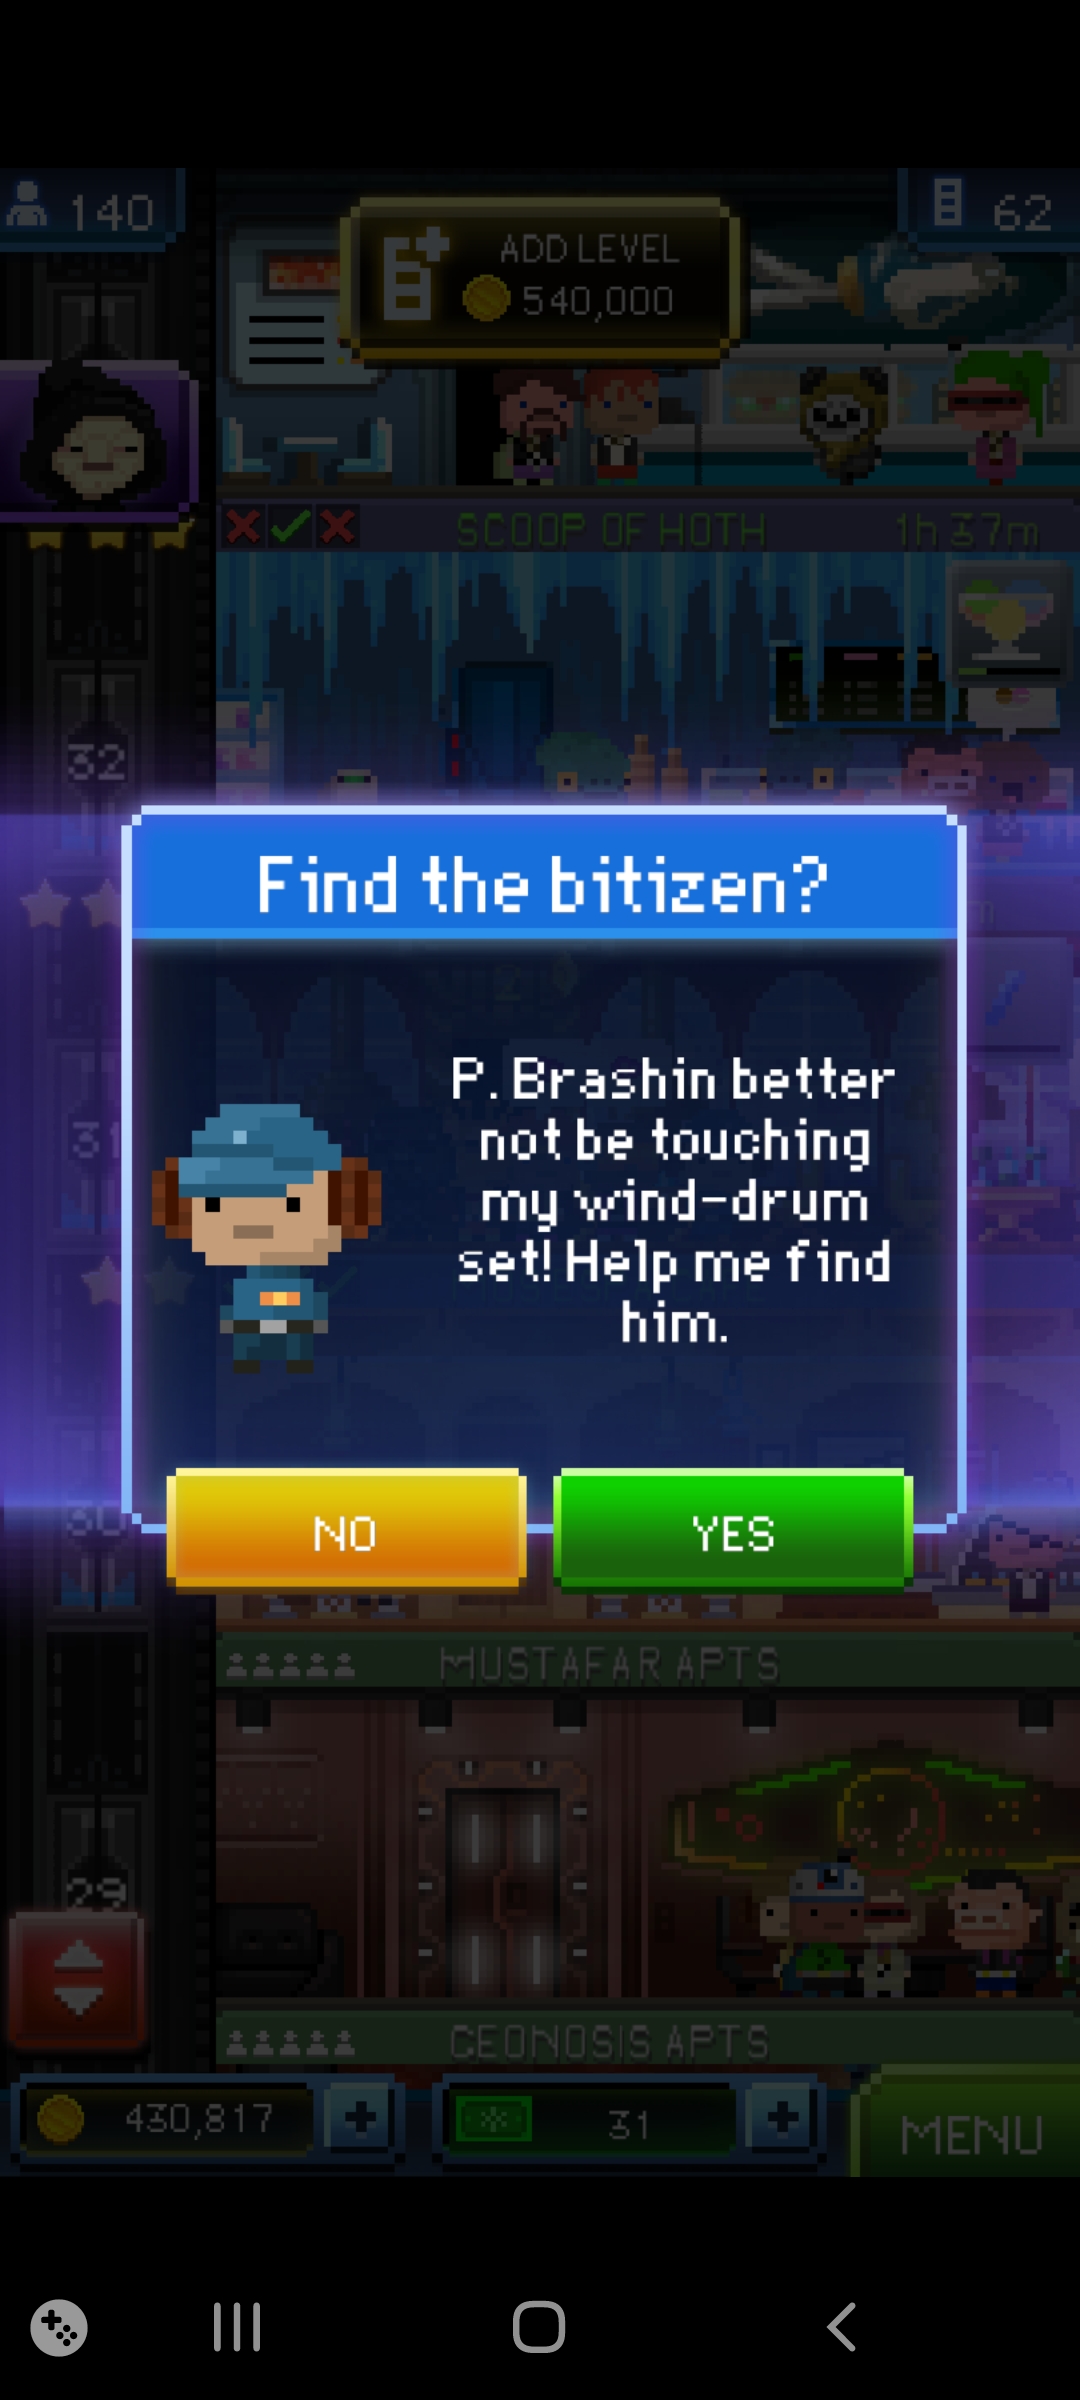 140
ADD LEVEL
540,000
62
SCOOP OF HOTH
1h 37m
32
Find the bitizen?
P. Brashin better
not be touching
my wind-drum
set! Help me find
him.
31
30
NO
YES
MUSTAFAR APTS
29
GEONOSIS APTS
430,817
31
MENU